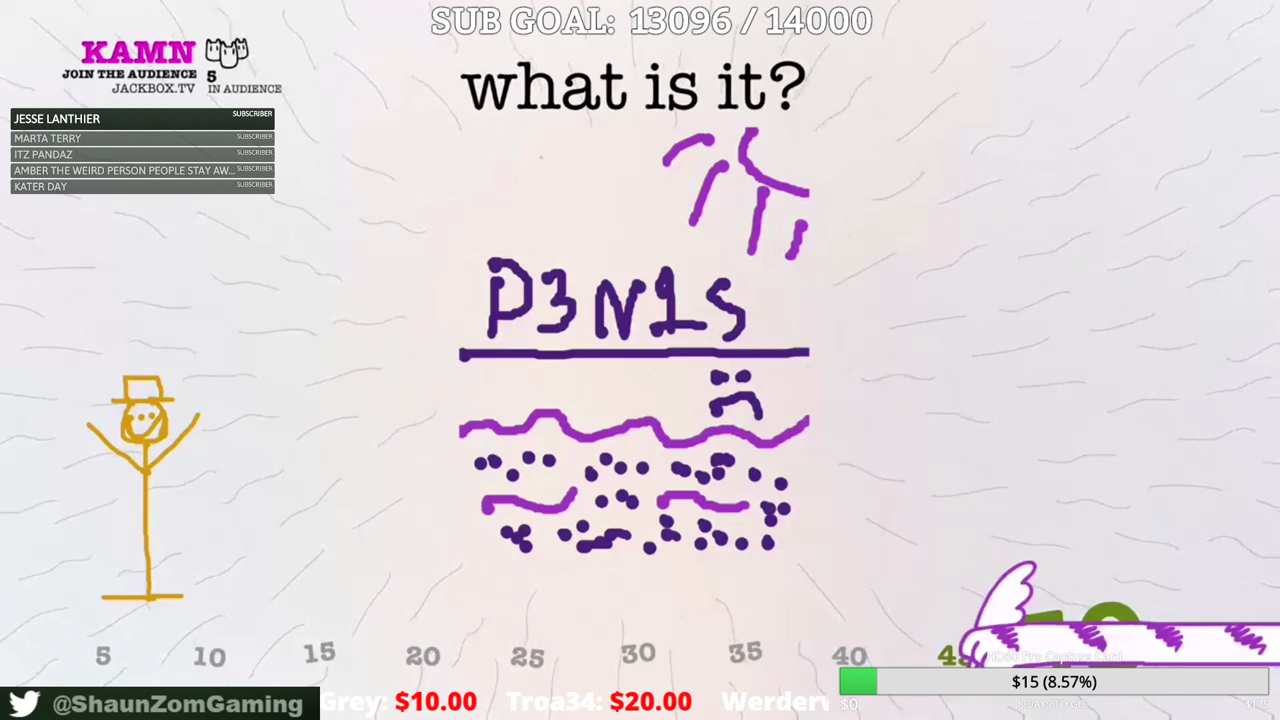 SUB GOAL: 13096 / 14000
KAMN
JOIN THE AUDIENCE
JACKBOX.TV
5
IN AUDIENCE
what is it?
JESSE LANTHIER SUBSCRIBER
MARTA TERRY SUBSCRIBER
ITZ PANDAZ SUBSCRIBER
AMBER THE WEIRD PERSON PEOPLE STAY AW... SUBSCRIBER
KATER DAY SUBSCRIBER
P3N1S
5 10 15 20 25 30 35 40
$15 (8.57%)
$0
@ShaunZomGaming Grey: $10.00 Troa34: $20.00